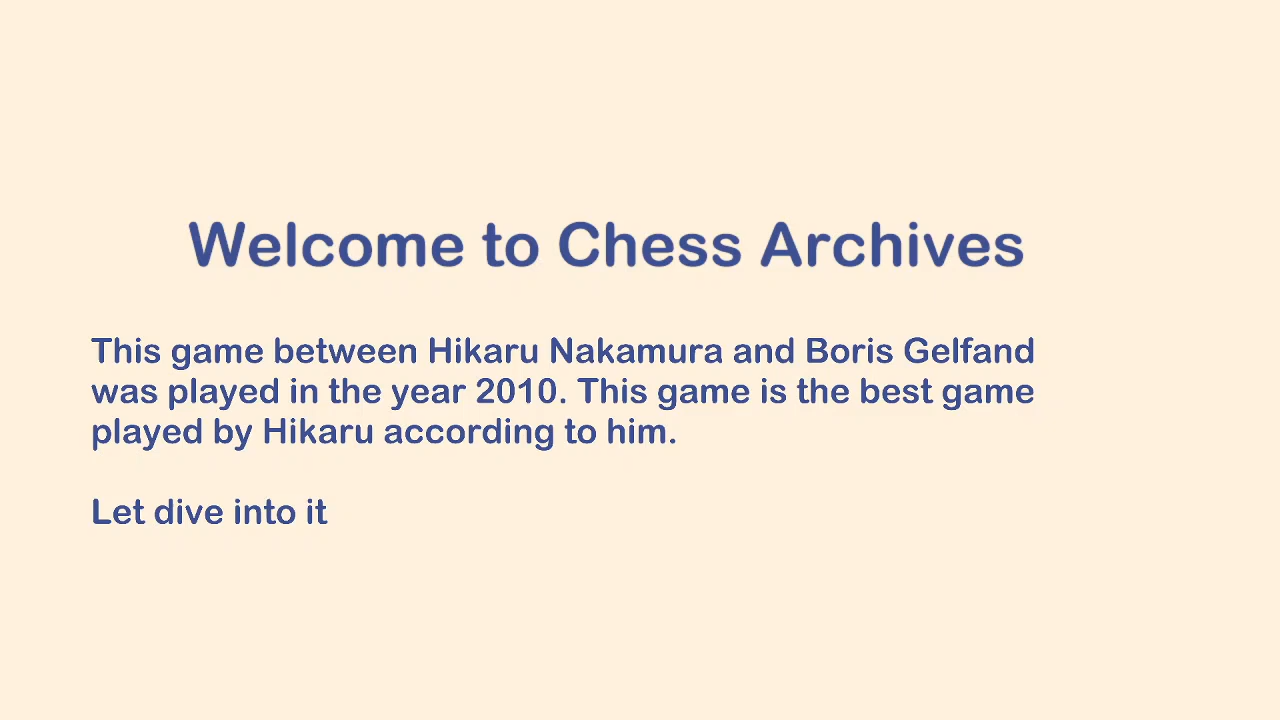 Welcome to Chess Archives
This game between Hikaru Nakamura and Boris Gelfand
was played in the year 2010. This game is the best game
played by Hikaru according to him.
Let dive into it